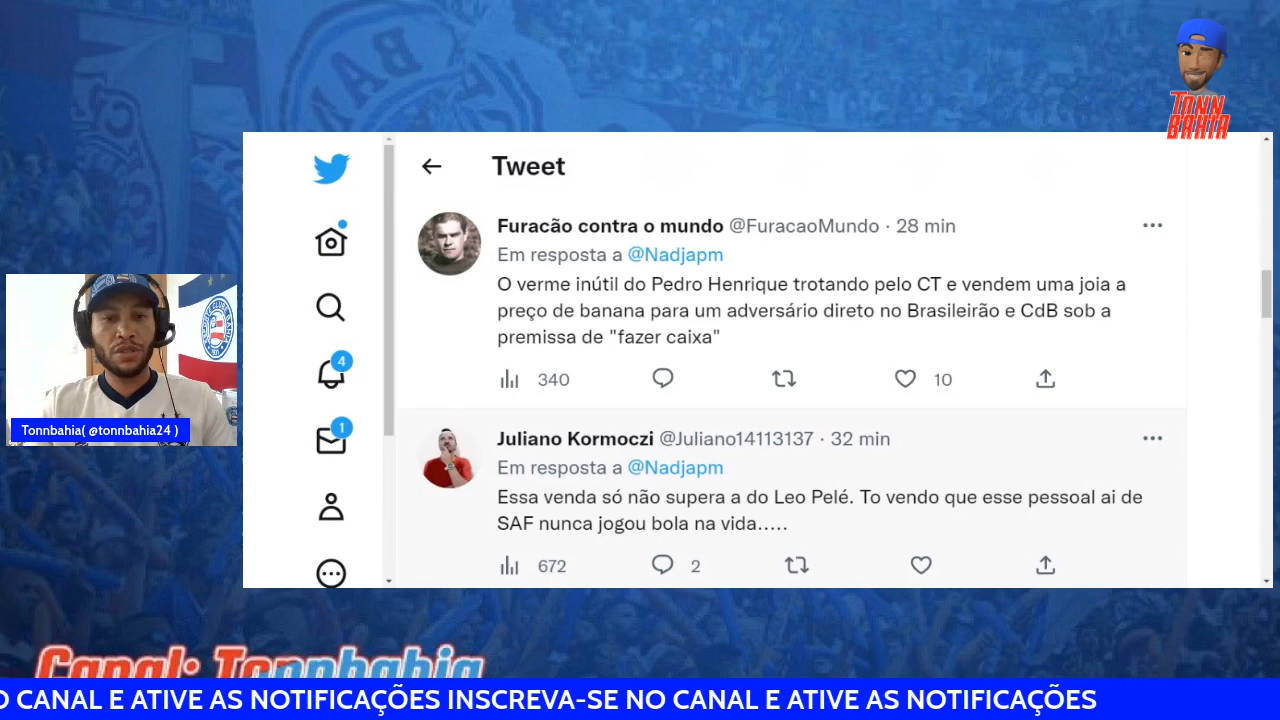 BAH
TONN
BAHIA
Tweet
Furacão contra o mundo @FuracaoMundo · 28 min
Em resposta a @Nadjapm
O verme inútil do Pedro Henrique trotando pelo CT e vendem uma joia a
preço de banana para um adversário direto no Brasileirão e CdB sob a
premissa de "fazer caixa"
340
10
4
1
Juliano Kormoczi @Juliano14113137 · 32 min
Em resposta a @Nadjapm
Essa venda só não supera a do Leo Pelé. To vendo que esse pessoal ai de
SAF nunca jogou bola na vida.....
672
2
Tonnbahia( @tonnbahia24 )
Canal: Tonnbahia
O CANAL E ATIVE AS NOTIFICAÇÕES INSCREVA-SE NO CANAL E ATIVE AS NOTIFICAÇÕES